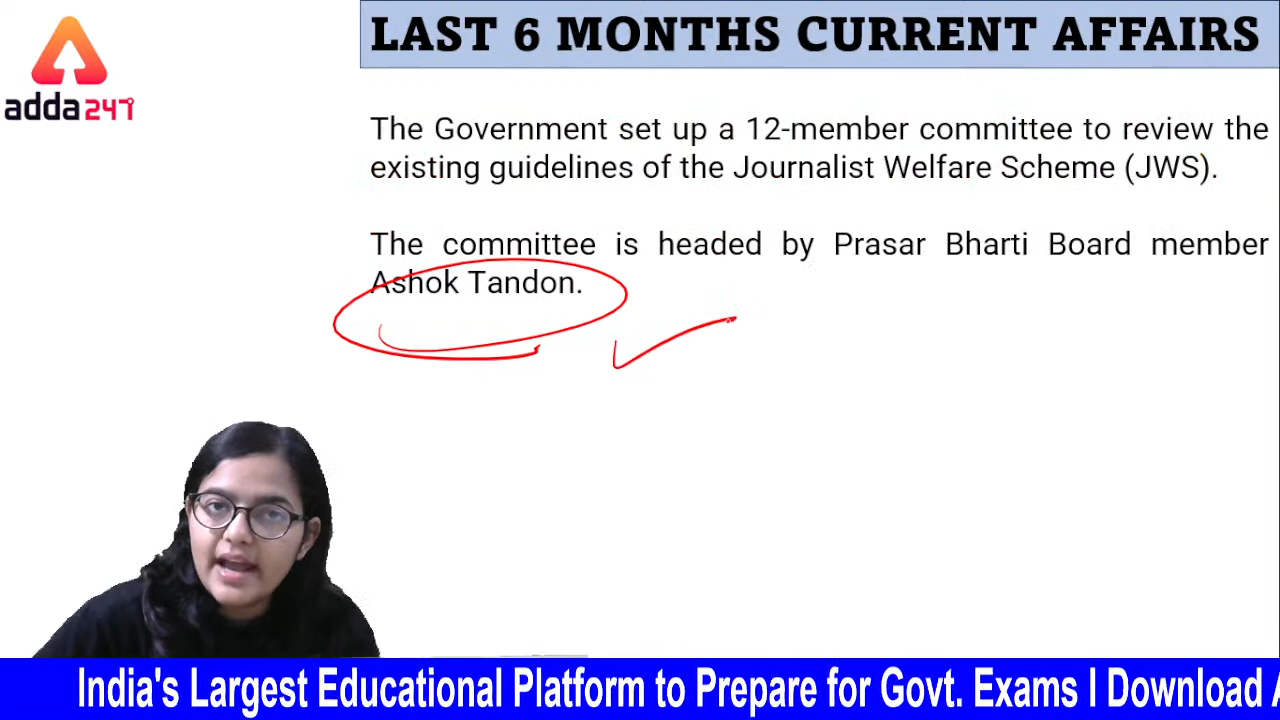 LAST 6 MONTHS CURRENT AFFAIRS
adda247
The Government set up a 12-member committee to review the
existing guidelines of the Journalist Welfare Scheme (JWS).
The committee is headed by Prasar Bharti Board member
Ashok Tandon.
India's Largest Educational Platform to Prepare for Govt. Exams I Download A